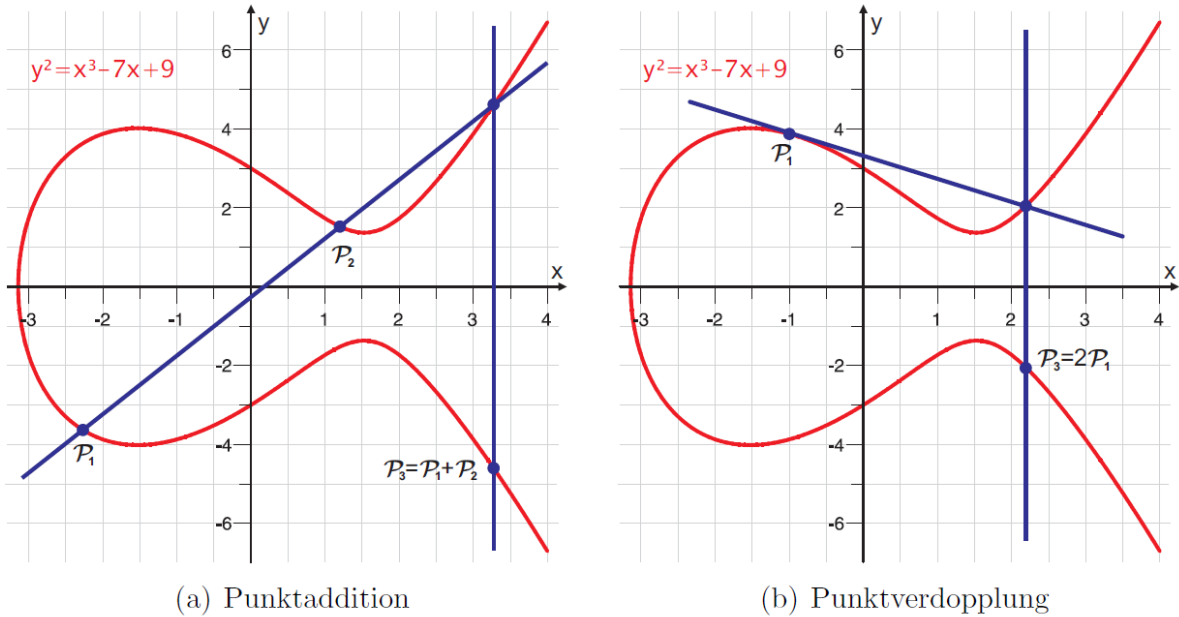 y
6
y²=x³-7x+9
4
2
P₂
x
-3 -2 -1 1 2 3 4
-2
-4
P₁
P₃=P₁+P₂
-6
(a) Punktaddition
y
6
y²=x³-7x+9
4
P₁
2
x
-3 -2 -1 1 2 3 4
-2
P₃=2P₁
-4
-6
(b) Punktverdopplung